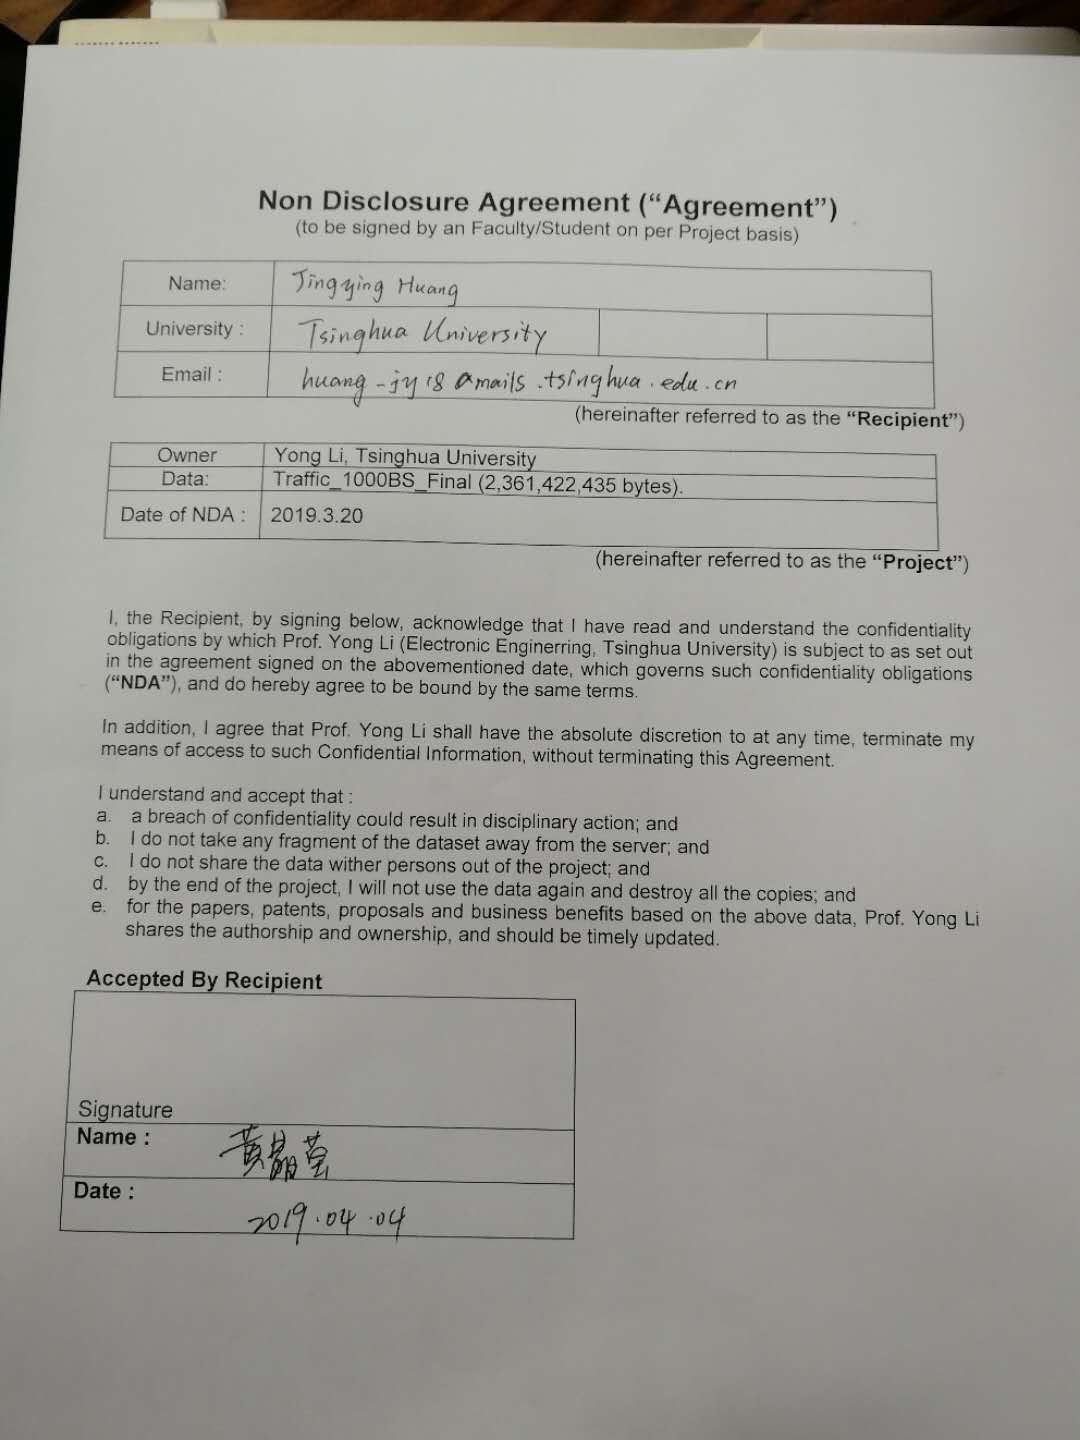 Non Disclosure Agreement (“Agreement”)
(to be signed by an Faculty/Student on per Project basis)
Name: Jingying Huang
University : Tsinghua University
Email : huang-jy18@mails.tsinghua.edu.cn
(hereinafter referred to as the “Recipient”)
Owner Yong Li, Tsinghua University
Data: Traffic_1000BS_Final (2,361,422,435 bytes).
Date of NDA : 2019.3.20
(hereinafter referred to as the “Project”)
I, the Recipient, by signing below, acknowledge that I have read and understand the confidentiality
obligations by which Prof. Yong Li (Electronic Enginerring, Tsinghua University) is subject to as set out
in the agreement signed on the abovementioned date, which governs such confidentiality obligations
(“NDA”), and do hereby agree to be bound by the same terms.
In addition, I agree that Prof. Yong Li shall have the absolute discretion to at any time, terminate my
means of access to such Confidential Information, without terminating this Agreement.
I understand and accept that :
a. a breach of confidentiality could result in disciplinary action; and
b. I do not take any fragment of the dataset away from the server; and
c. I do not share the data wither persons out of the project; and
d. by the end of the project, I will not use the data again and destroy all the copies; and
e. for the papers, patents, proposals and business benefits based on the above data, Prof. Yong Li
shares the authorship and ownership, and should be timely updated.
Accepted By Recipient
Signature
Name : 黄晶莹
Date :
2019.04.04